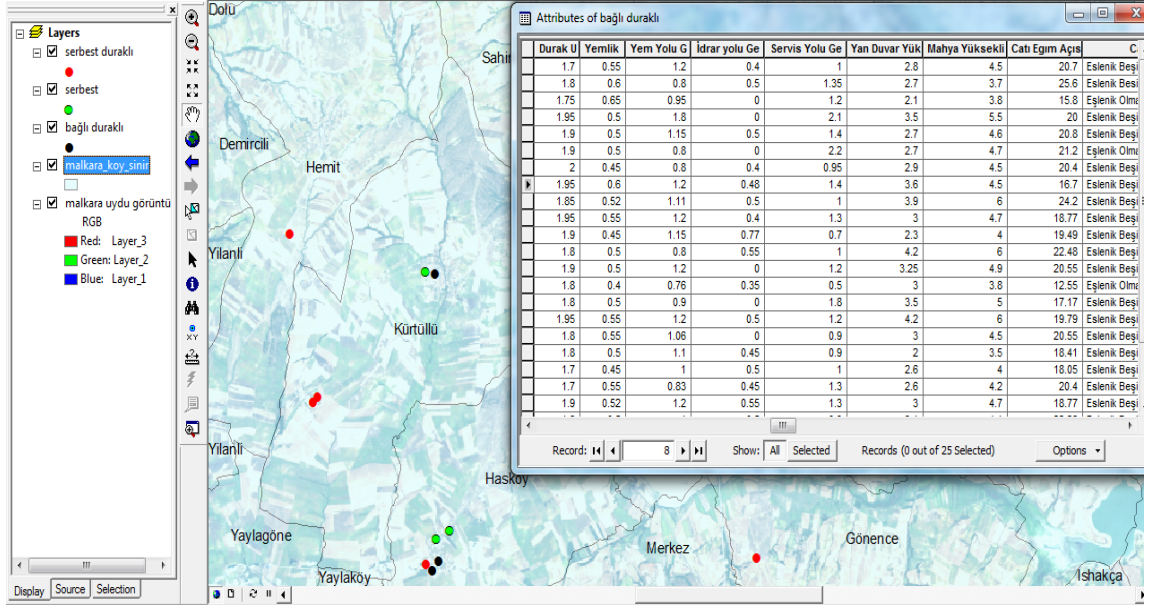 Layers
serbest duraklı
serbest
bağlı duraklı
malkara_koy_sinir
malkara uydu görüntü
RGB
Red: Layer_3
Green: Layer_2
Blue: Layer_1
Display Source Selection
XY
Dolu
Sahin
Demircili
Hemit
Yilanli
Kürtüllü
Yilanli
Hasköy
Yaylagöne
Merkez
Gönence
Yaylaköy
Ishakça
Attributes of bağlı duraklı
Durak U Yemlik Yem Yolu G İdrar yolu Ge Servis Yolu Ge Yan Duvar Yük Mahya Yüksekli Catı Egım Açıs
1.7 0.55 1.2 0.4 1 2.8 4.5 20.7 Eslenik Beşi
1.8 0.6 0.8 0.5 1.35 2.7 3.7 25.6 Eslenik Besi
1.75 0.65 0.95 0 1.2 2.1 3.8 15.8 Eşlenik Olma
1.95 0.5 1.8 0 2.1 3.5 5.5 20 Eslenik Beşi
1.9 0.5 1.15 0.5 1.4 2.7 4.6 20.8 Eslenik Beşi
1.9 0.5 0.8 0 2.2 2.7 4.7 21.2 Eşlenik Olma
2 0.45 0.8 0.4 0.95 2.9 4.5 20.4 Eslenik Beşi
1.95 0.6 1.2 0.48 1.4 3.6 4.5 16.7 Eslenik Beşi
1.85 0.52 1.11 0.5 1 3.9 6 24.2 Eslenik Beşi
1.95 0.55 1.2 0.4 1.3 3 4.7 18.77 Eslenik Beşi
1.9 0.45 1.15 0.77 0.7 2.3 4 19.49 Eslenik Beşi
1.8 0.5 0.8 0.55 1 4.2 6 22.48 Eslenik Beşi
1.9 0.5 1.2 0 1.2 3.25 4.9 20.55 Eslenik Beşi
1.8 0.4 0.76 0.35 0.5 3 3.8 12.55 Eşlenik Olma
1.8 0.5 0.9 0 1.8 3.5 5 17.17 Eslenik Beşi
1.95 0.55 1.2 0.5 1.2 4.2 6 19.79 Eslenik Beşi
1.8 0.55 1.06 0 0.9 3 4.5 20.55 Eslenik Beşi
1.8 0.5 1.1 0.45 0.9 2 3.5 18.41 Eslenik Beşi
1.7 0.45 1 0.5 1 2.6 4 18.05 Eslenik Beşi
1.7 0.55 0.83 0.45 1.3 2.6 4.2 20.4 Eslenik Beşi
1.9 0.52 1.2 0.55 1.3 3 4.7 18.77 Eslenik Beşi
Record: 8 Show: All Selected Records (0 out of 25 Selected) Options